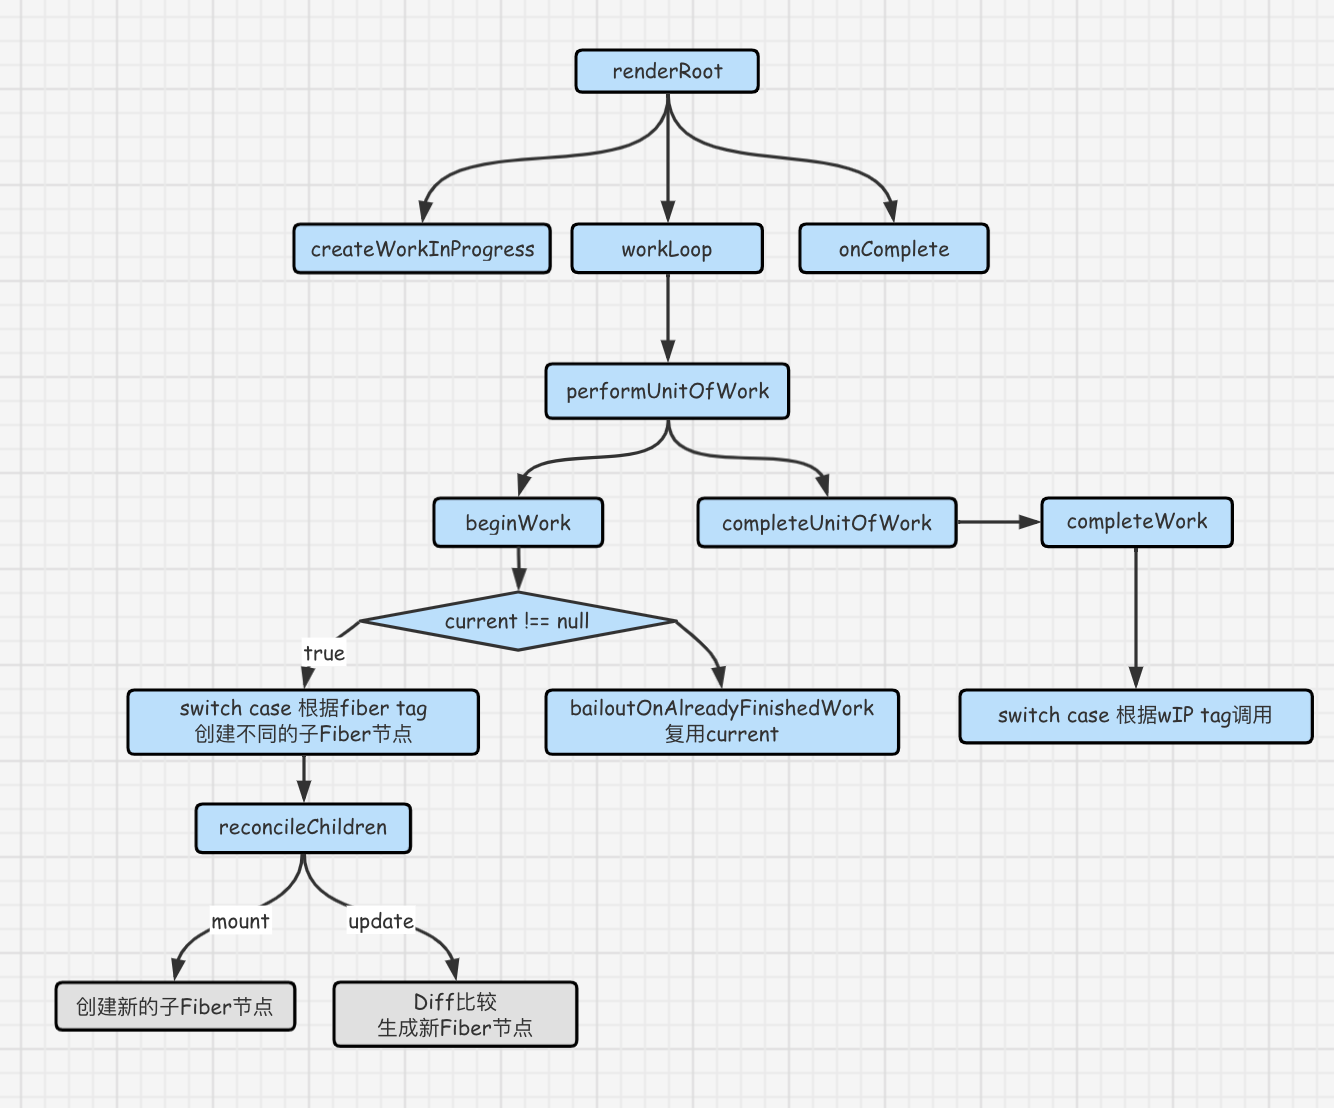 renderRoot
createWorkInProgress
workLoop
onComplete
performUnitOfWork
beginWork
completeUnitOfWork
completeWork
current !== null
true
switch case 根据fiber tag
创建不同的子Fiber节点
bailoutOnAlreadyFinishedWork
复用current
switch case 根据wIP tag调用
reconcileChildren
mount
update
创建新的子Fiber节点
Diff比较
生成新Fiber节点